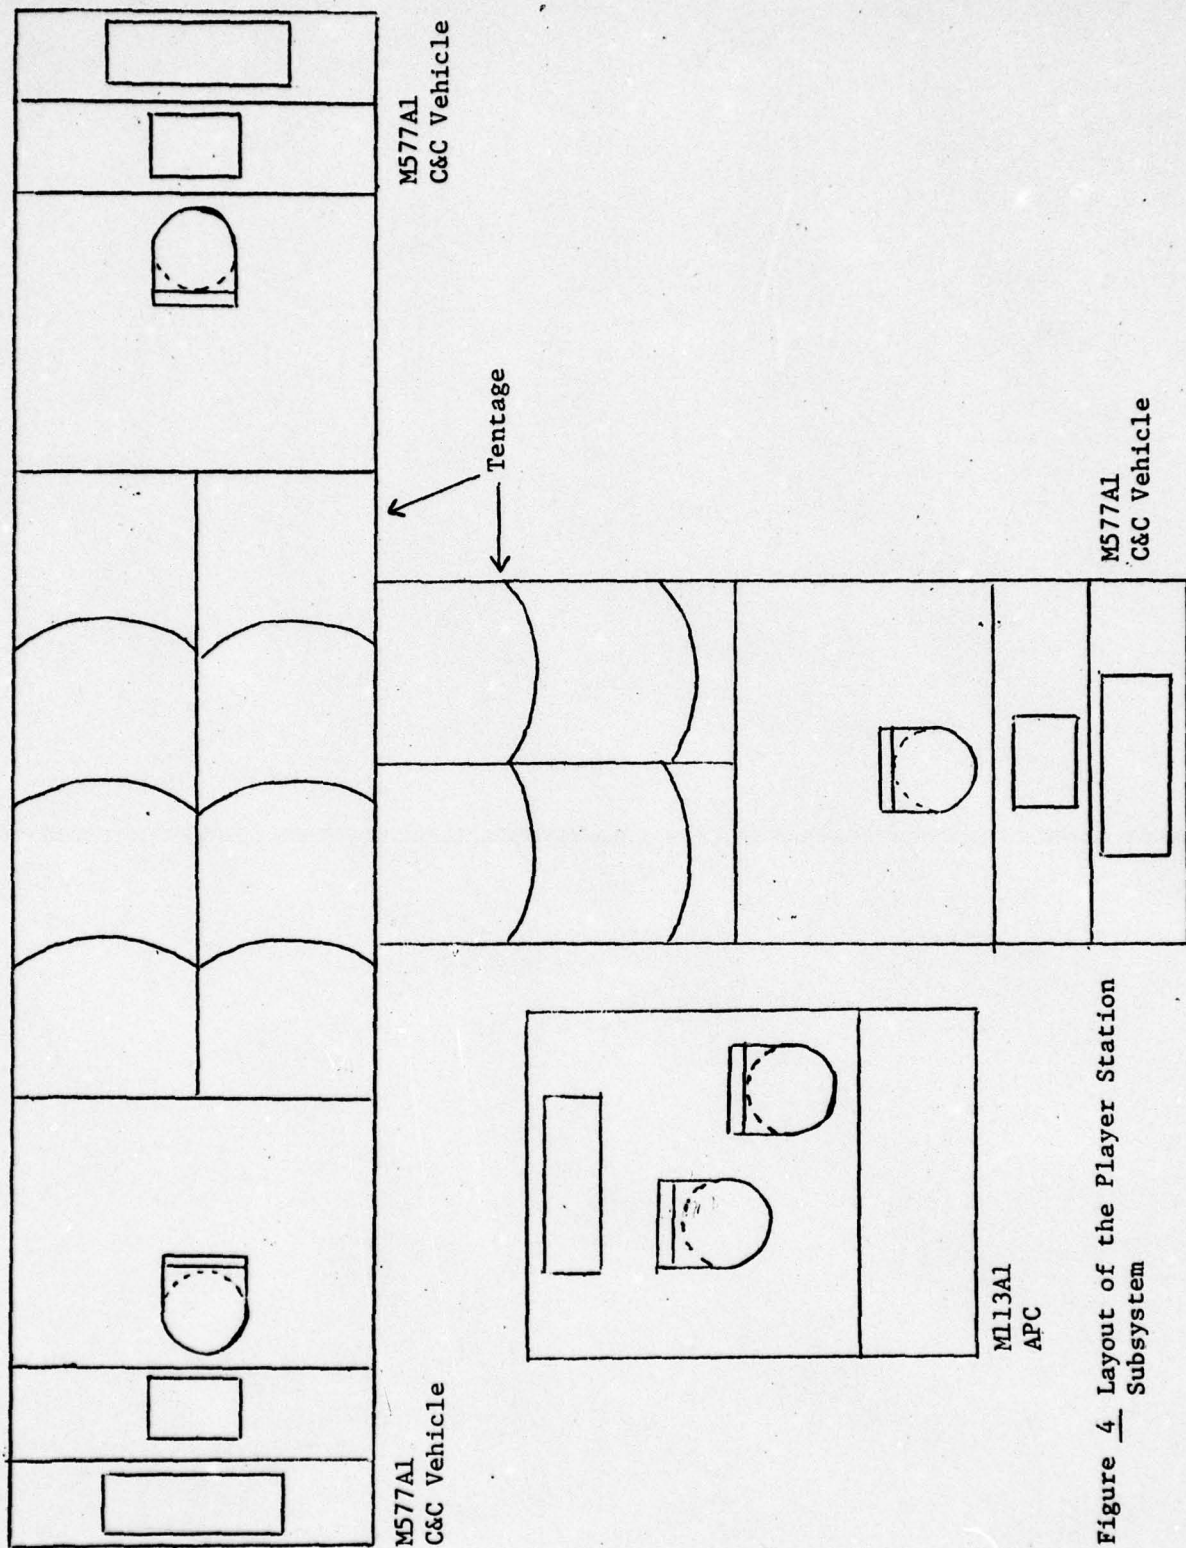 M577A1
C&C Vehicle
Tentage
M577A1
C&C Vehicle
M577A1
C&C Vehicle
M113A1
APC
Figure 4 Layout of the Player Station
Subsystem